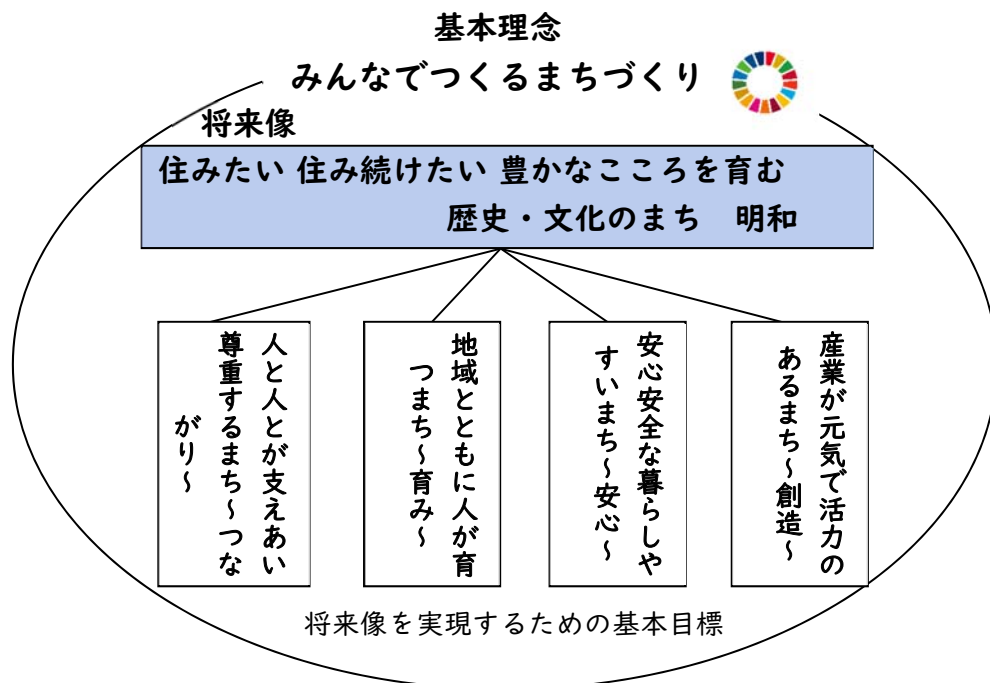 基本理念
みんなでつくるまちづくり
将来像
住みたい 住み続けたい 豊かなこころを育む
歴史・文化のまち　明和
人と人とが支えあい
尊重するまち～つな
がり～
地域とともに人が育
つまち～育み～
安心安全な暮らしや
すいまち～安心～
産業が元気で活力の
あるまち～創造～
将来像を実現するための基本目標